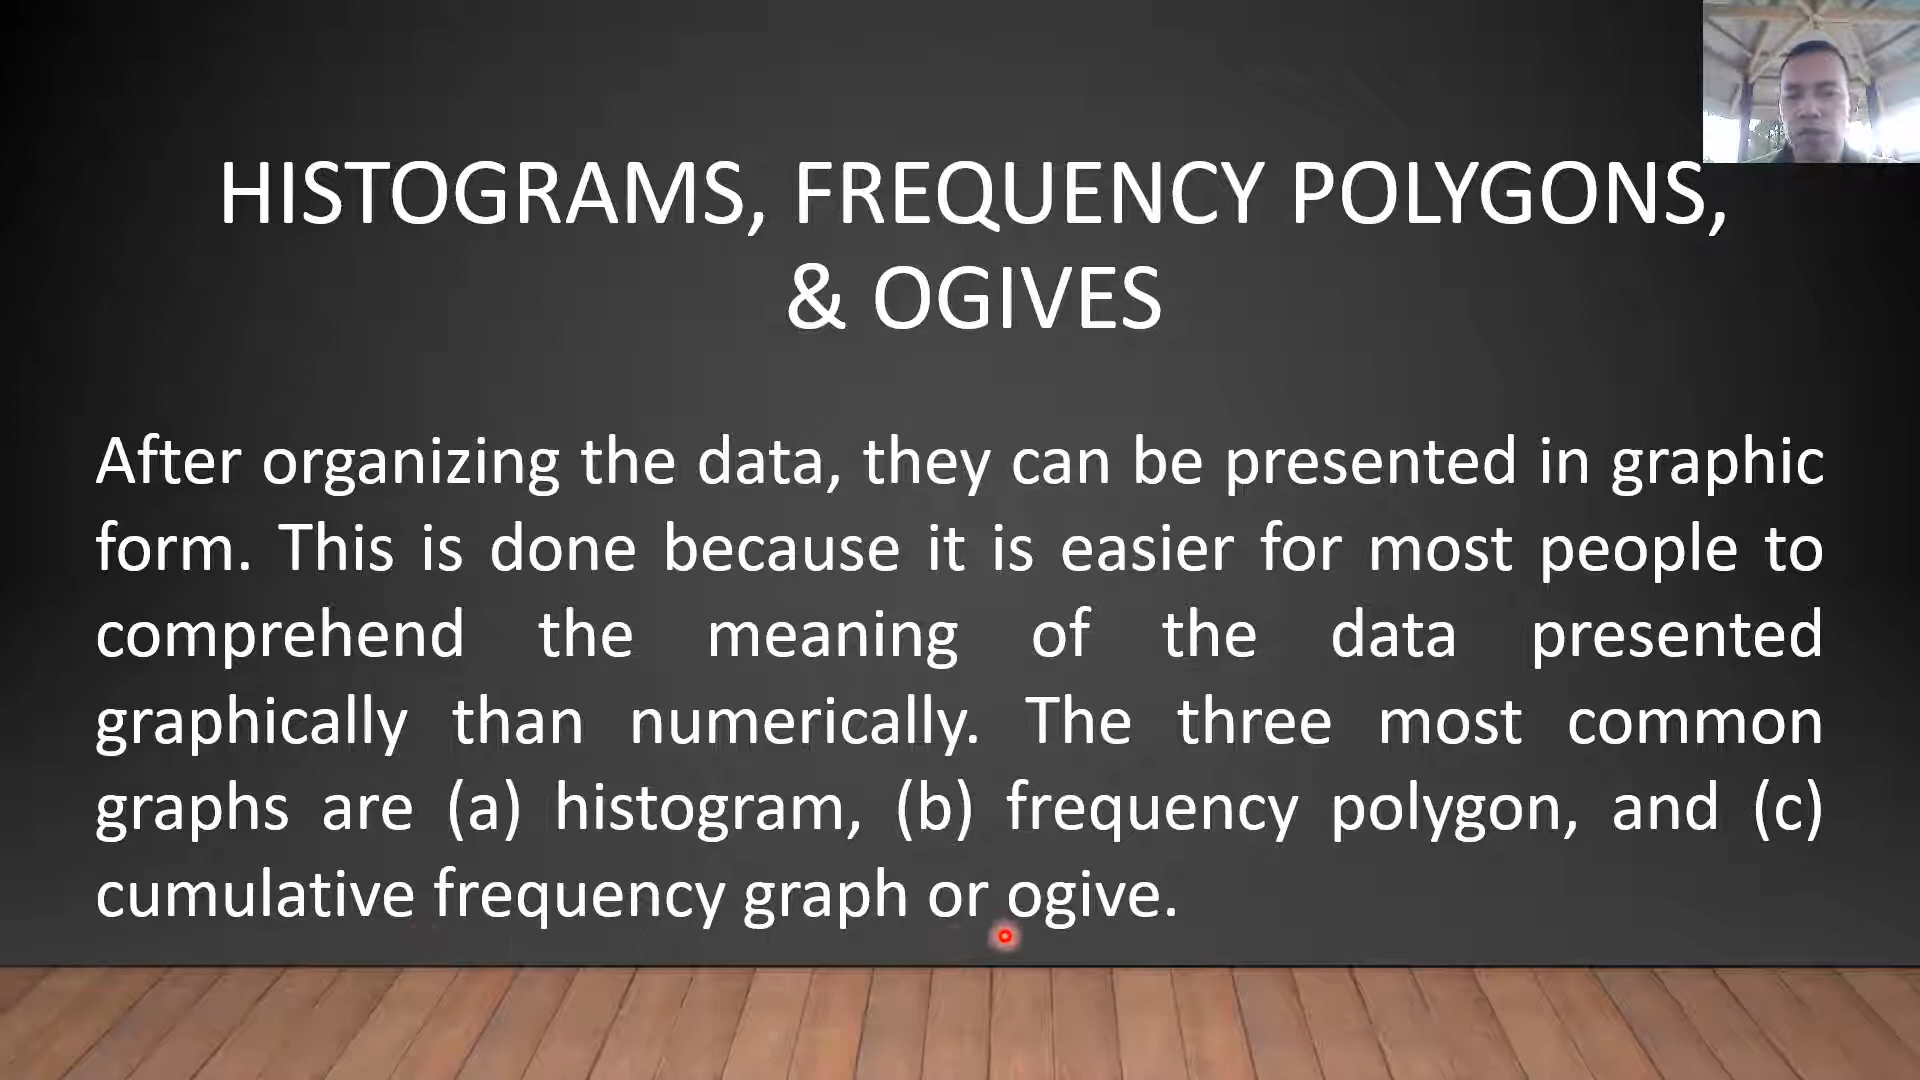 HISTOGRAMS, FREQUENCY POLYGONS,
& OGIVES
After organizing the data, they can be presented in graphic
form. This is done because it is easier for most people to
comprehend the meaning of the data presented
graphically than numerically. The three most common
graphs are (a) histogram, (b) frequency polygon, and (c)
cumulative frequency graph or ogive.